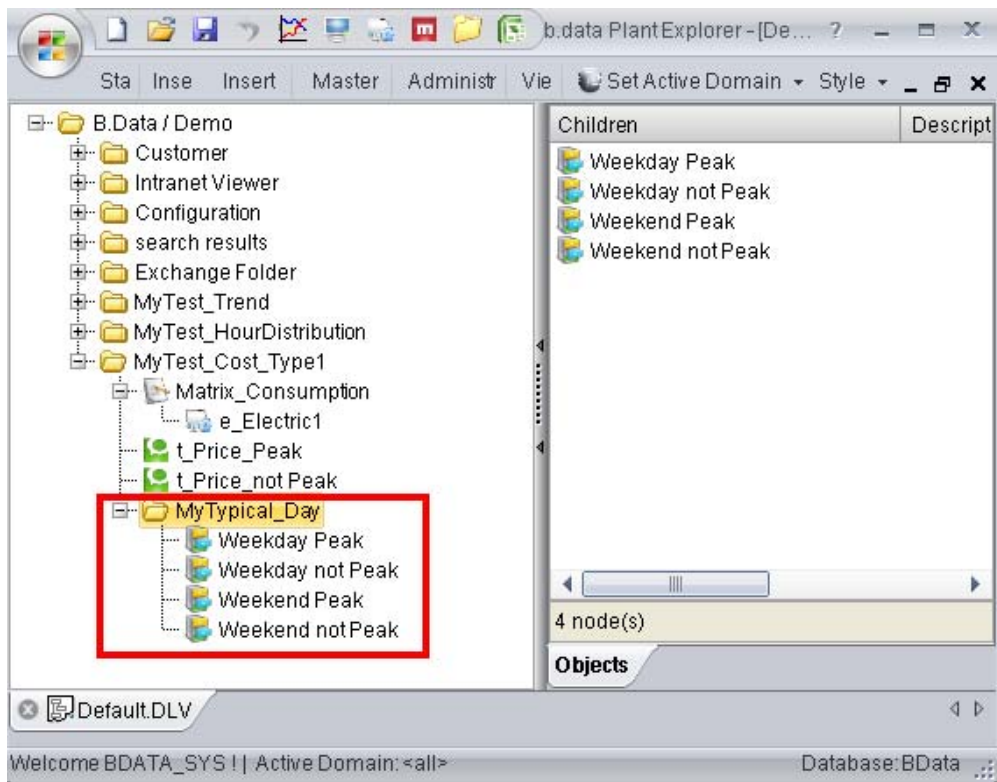 b.data Plant Explorer - [De... ?
Sta Inse Insert Master Administr Vie Set Active Domain Style
B.Data / Demo
Customer
Intranet Viewer
Configuration
search results
Exchange Folder
MyTest_Trend
MyTest_HourDistribution
MyTest_Cost_Type1
Matrix_Consumption
e_Electric1
t_Price_Peak
t_Price_not Peak
MyTypical_Day
Weekday Peak
Weekday not Peak
Weekend Peak
Weekend not Peak
Children Descript
Weekday Peak
Weekday not Peak
Weekend Peak
Weekend not Peak
4 node(s)
Objects
Default.DLV
Welcome BDATA_SYS ! | Active Domain: <all> Database: BData